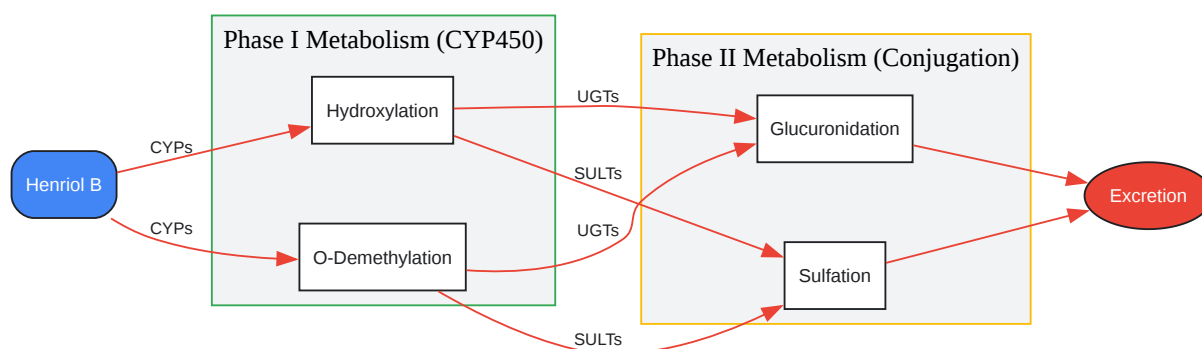 Phase I Metabolism (CYP450)
Phase II Metabolism (Conjugation)
Henriol B
CYPs
CYPs
Hydroxylation
O-Demethylation
UGTs
SULTs
UGTs
SULTs
Glucuronidation
Sulfation
Excretion